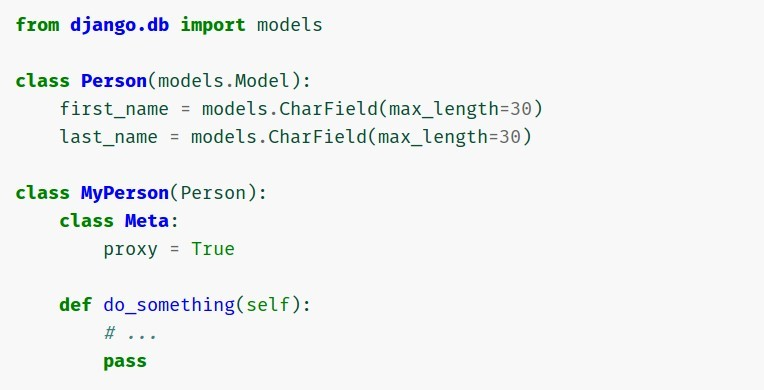 from django.db import models
class Person(models.Model):
    first_name = models.CharField(max_length=30)
    last_name = models.CharField(max_length=30)
class MyPerson(Person):
    class Meta:
        proxy = True
    def do_something(self):
        # ...
        pass